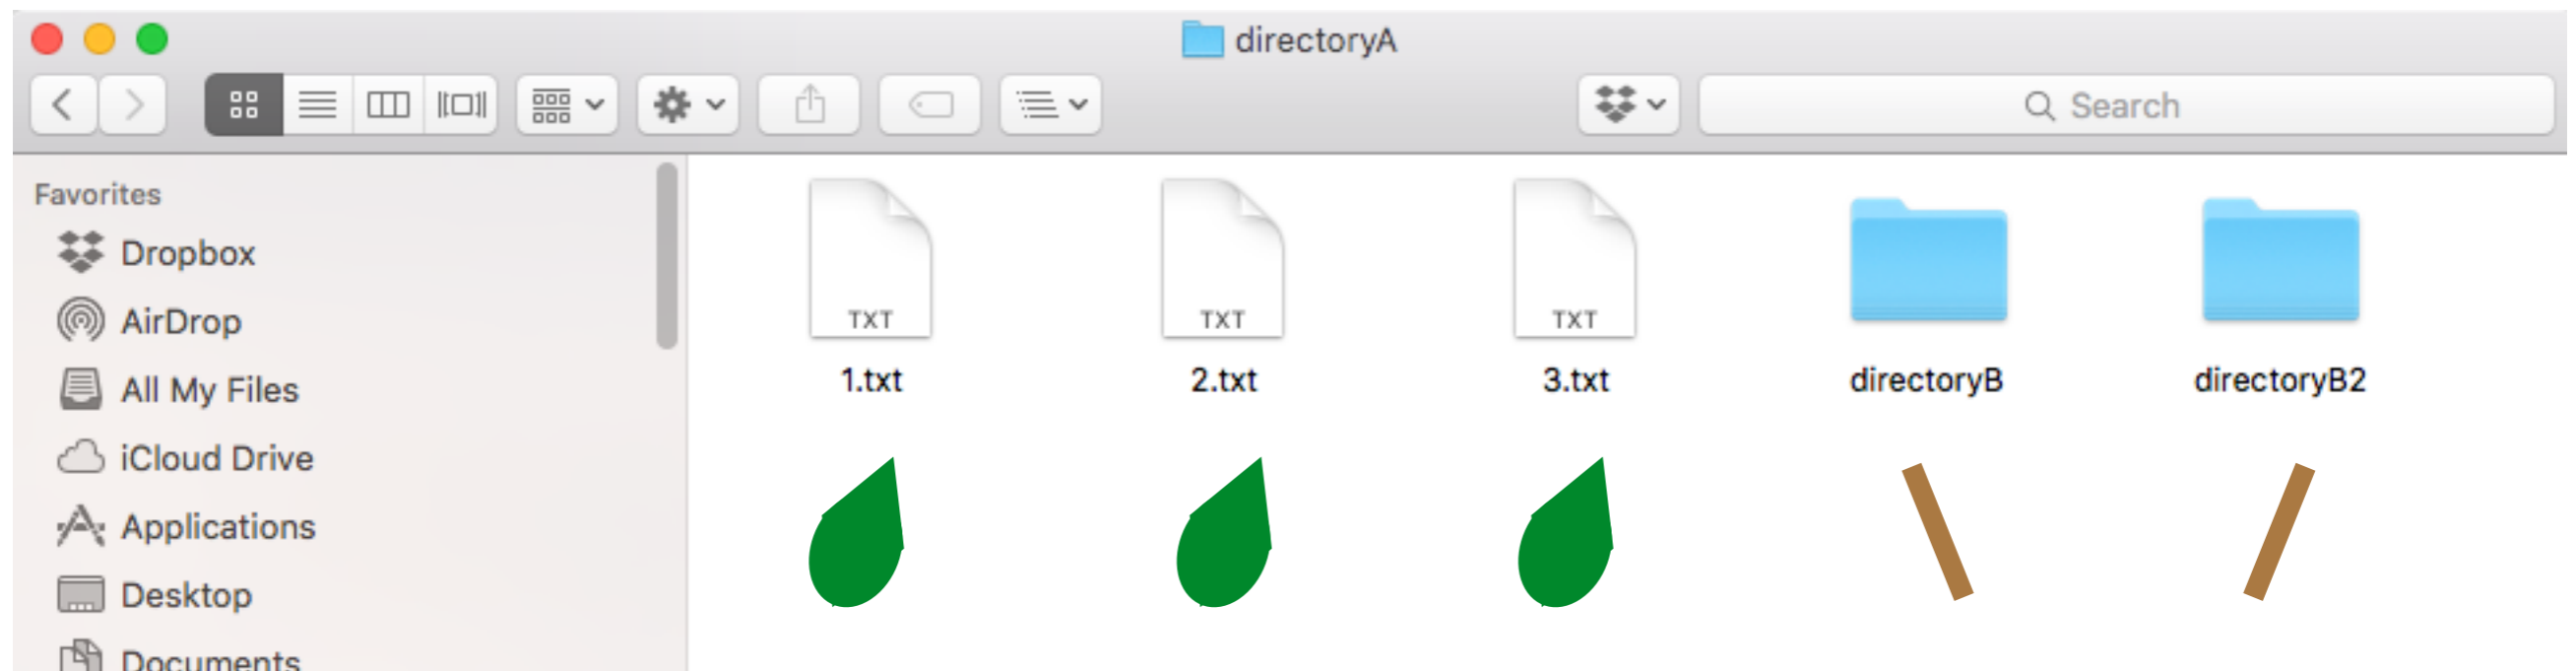 directoryA
Search
Favorites
Dropbox
AirDrop
All My Files
iCloud Drive
Applications
Desktop
Documents
TXT TXT TXT
1.txt 2.txt 3.txt directoryB directoryB2